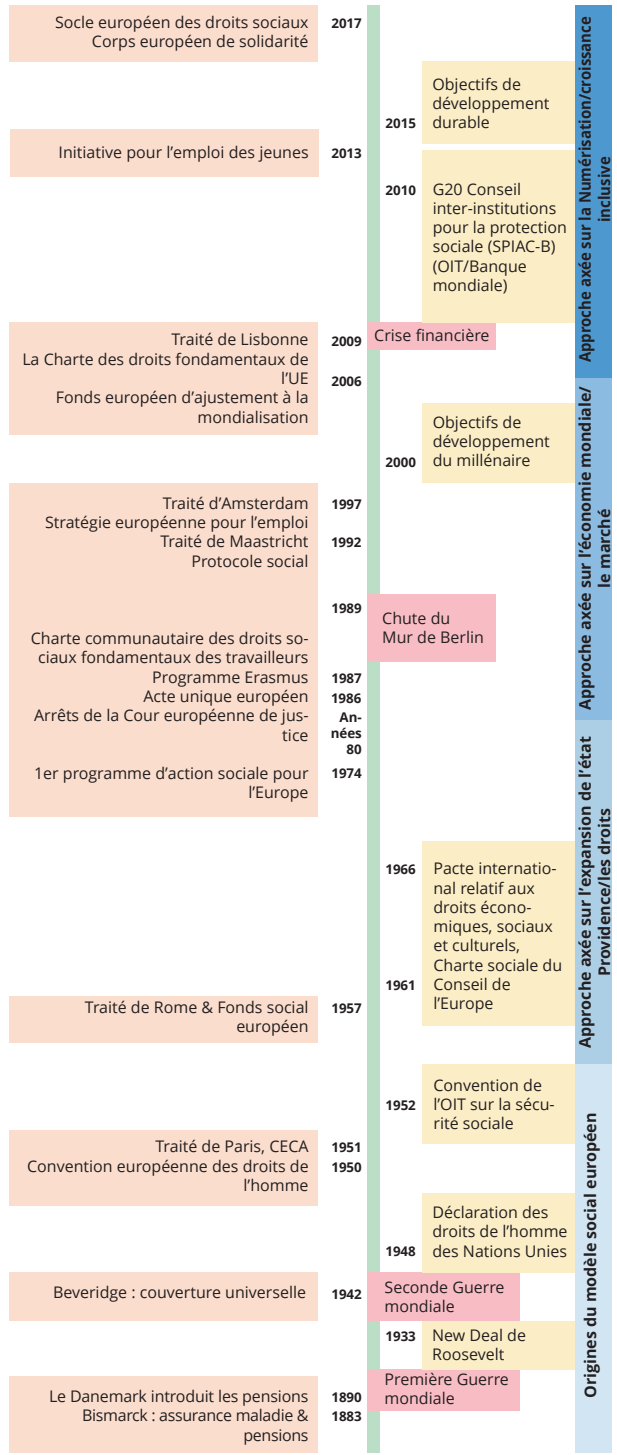 Socle européen des droits sociaux
Corps européen de solidarité
2017
Objectifs de
développement
durable
2015
Initiative pour l'emploi des jeunes
2013
2010
G20 Conseil
inter-institutions
pour la protection
sociale (SPIAC-B)
(OIT/Banque
mondiale)
Approche axée sur la Numérisation/croissance
inclusive
Traité de Lisbonne
2009
Crise financière
La Charte des droits fondamentaux de
l'UE
2006
Fonds européen d'ajustement à la
mondialisation
Objectifs de
développement
du millénaire
2000
Traité d'Amsterdam
1997
Stratégie européenne pour l'emploi
Traité de Maastricht
1992
Protocole social
Approche axée sur l'économie mondiale/
le marché
1989
Chute du
Mur de Berlin
Charte communautaire des droits so-
ciaux fondamentaux des travailleurs
Programme Erasmus
1987
Acte unique européen
1986
Arrêts de la Cour européenne de jus-
tice
An-
nées
80
1er programme d'action sociale pour
l'Europe
1974
Approche axée sur l'expansion de l'état
Providence/les droits
1966
Pacte internatio-
nal relatif aux
droits écono-
miques, sociaux
et culturels,
Charte sociale du
Conseil de
l'Europe
1961
Traité de Rome & Fonds social
européen
1957
Convention de
l'OIT sur la sécu-
rité sociale
1952
Traité de Paris, CECA
1951
Convention européenne des droits de
l'homme
1950
Déclaration des
droits de l'homme
des Nations Unies
1948
Origines du modèle social européen
Beveridge : couverture universelle
1942
Seconde Guerre
mondiale
1933
New Deal de
Roosevelt
Première Guerre
mondiale
Le Danemark introduit les pensions
1890
Bismarck : assurance maladie &
pensions
1883